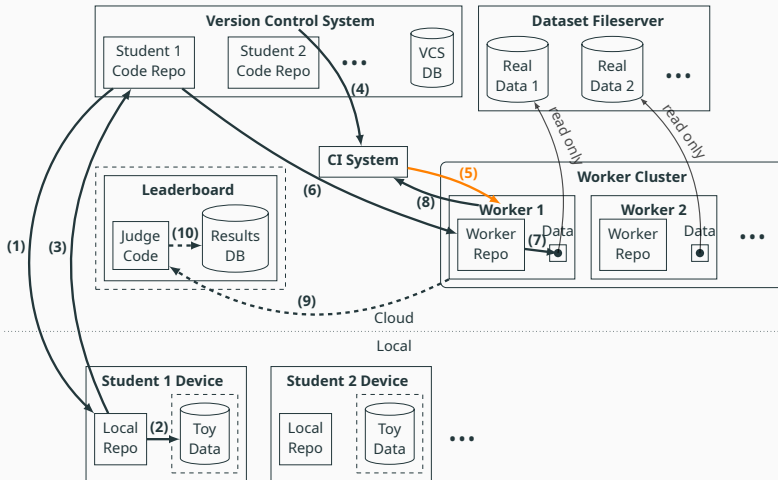 Version Control System
Dataset Fileserver
Student 1
Code Repo
Student 2
Code Repo
•••
VCS
DB
Real
Data 1
Real
Data 2
•••
(4)
read only
read only
CI System
(5)
(6)
(8)
Worker Cluster
Leaderboard
Judge
Code
(10)
Results
DB
Worker 1
Worker
Repo
(7)
Data
Worker 2
Worker
Repo
Data
•••
(1)
(3)
(9)
Cloud
Local
Student 1 Device
Local
Repo
(2)
Toy
Data
Student 2 Device
Local
Repo
Toy
Data
•••